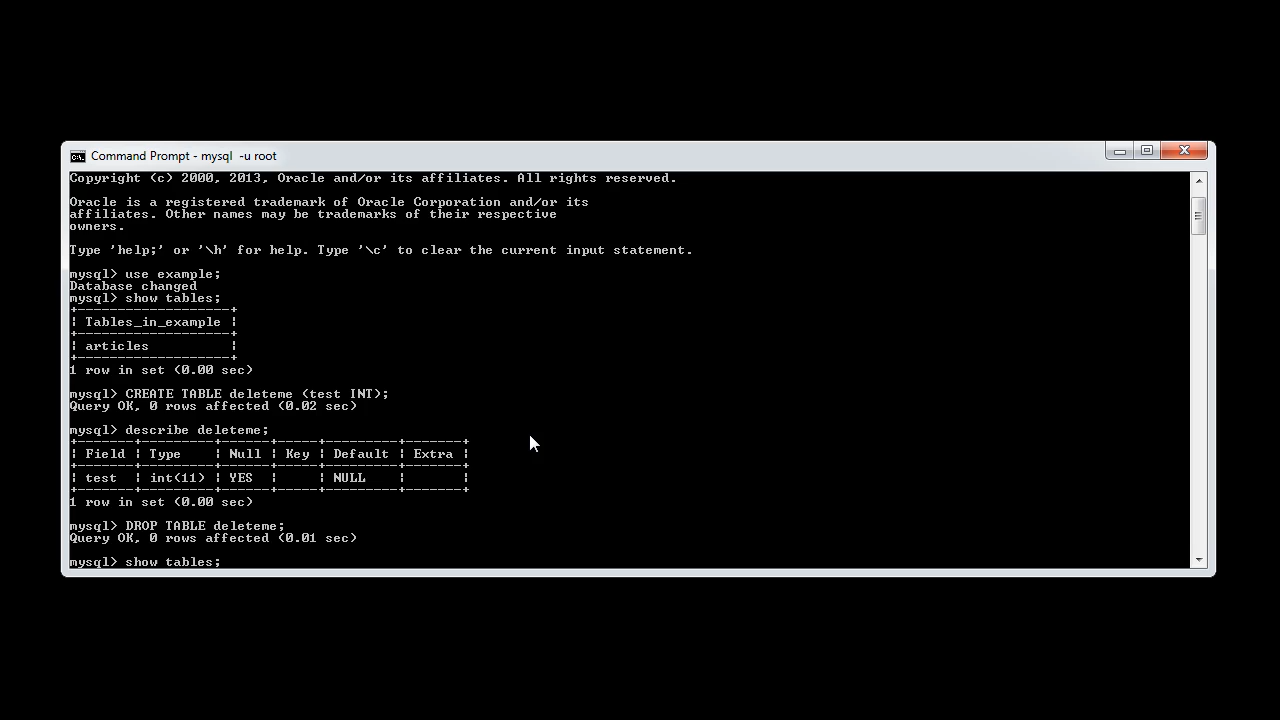 Command Prompt - mysql  -u root
Copyright (c) 2000, 2013, Oracle and/or its affiliates. All rights reserved.
Oracle is a registered trademark of Oracle Corporation and/or its
affiliates. Other names may be trademarks of their respective
owners.
Type 'help;' or '\h' for help. Type '\c' to clear the current input statement.
mysql> use example;
Database changed
mysql> show tables;
+-------------------+
| Tables_in_example |
+-------------------+
| articles          |
+-------------------+
1 row in set (0.00 sec)
mysql> CREATE TABLE deleteme (test INT);
Query OK, 0 rows affected (0.02 sec)
mysql> describe deleteme;
+-------+---------+------+-----+---------+-------+
| Field | Type    | Null | Key | Default | Extra |
+-------+---------+------+-----+---------+-------+
| test  | int(11) | YES  |     | NULL    |       |
+-------+---------+------+-----+---------+-------+
1 row in set (0.00 sec)
mysql> DROP TABLE deleteme;
Query OK, 0 rows affected (0.01 sec)
mysql> show tables;